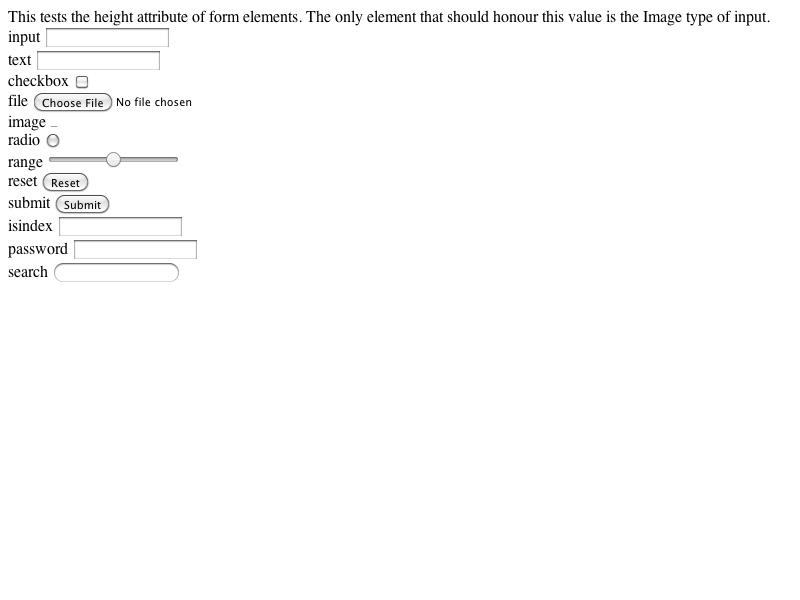 This tests the height attribute of form elements. The only element that should honour this value is the Image type of input.
input
text
checkbox
file Choose File No file chosen
image
radio
range
reset Reset
submit Submit
isindex
password
search